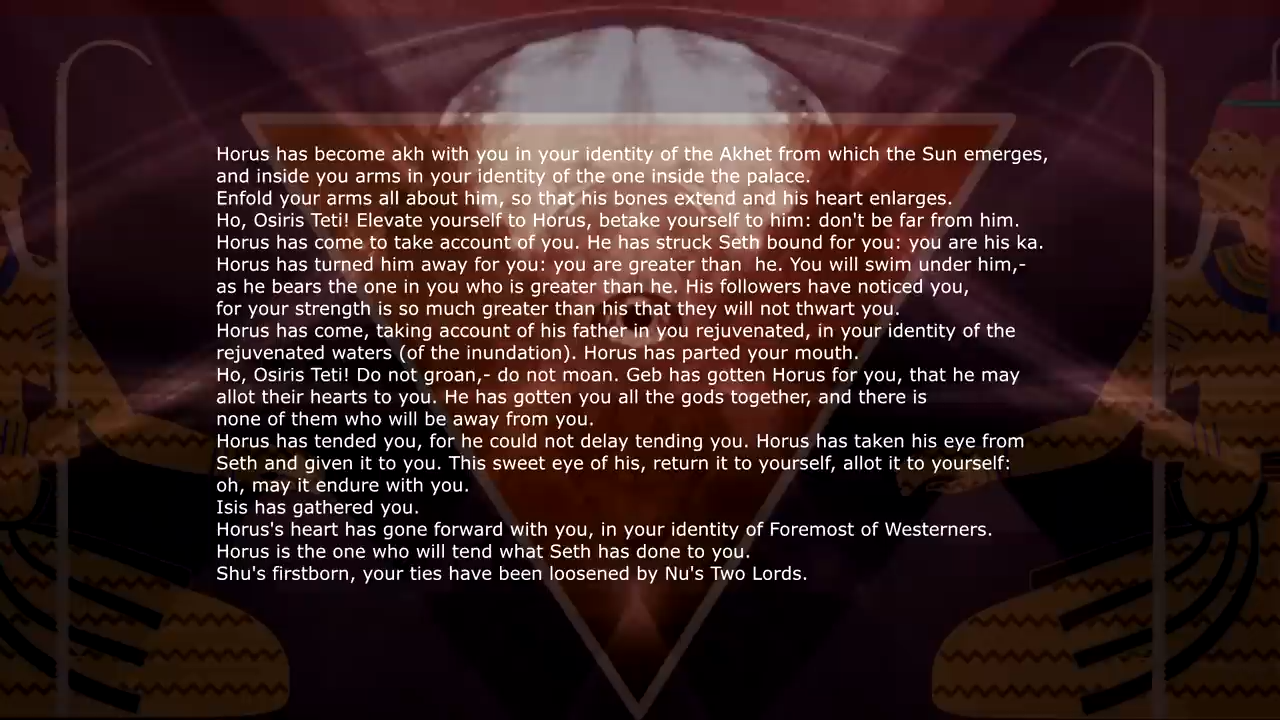 Horus has become akh with you in your identity of the Akhet from which the Sun emerges,
and inside you arms in your identity of the one inside the palace.
Enfold your arms all about him, so that his bones extend and his heart enlarges.
Ho, Osiris Teti! Elevate yourself to Horus, betake yourself to him: don't be far from him.
Horus has come to take account of you. He has struck Seth bound for you: you are his ka.
Horus has turned him away for you: you are greater than  he. You will swim under him,-
as he bears the one in you who is greater than he. His followers have noticed you,
for your strength is so much greater than his that they will not thwart you.
Horus has come, taking account of his father in you rejuvenated, in your identity of the
rejuvenated waters (of the inundation). Horus has parted your mouth.
Ho, Osiris Teti! Do not groan,- do not moan. Geb has gotten Horus for you, that he may
allot their hearts to you. He has gotten you all the gods together, and there is
none of them who will be away from you.
Horus has tended you, for he could not delay tending you. Horus has taken his eye from
Seth and given it to you. This sweet eye of his, return it to yourself, allot it to yourself:
oh, may it endure with you.
Isis has gathered you.
Horus's heart has gone forward with you, in your identity of Foremost of Westerners.
Horus is the one who will tend what Seth has done to you.
Shu's firstborn, your ties have been loosened by Nu's Two Lords.